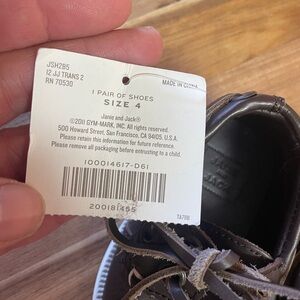 JSH285
12 JJ TRANS 2
RN 70530
MADE IN CHINA
1 PAIR OF SHOES
SIZE 4
Janie and Jack®
©2011 GYM-MARK, INC. All rights reserved.
500 Howard Street, San Francisco, CA 94105, U.S.A.
Please retain this information for future reference.
Please remove all packaging before entrusting to a child.
100014617-D61
200181455